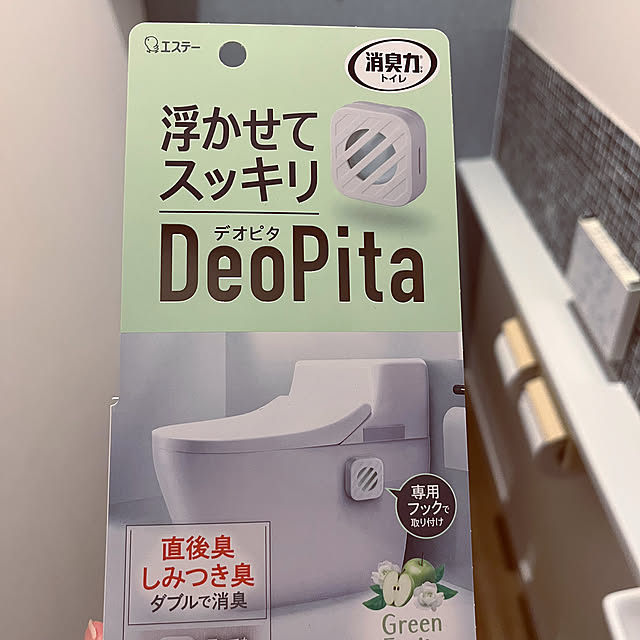 エステー
消臭力
トイレ
浮かせて
スッキリ
デオピタ
DeoPita
専用
フックで
取り付け
直後臭
しみつき臭
ダブルで消臭
Green